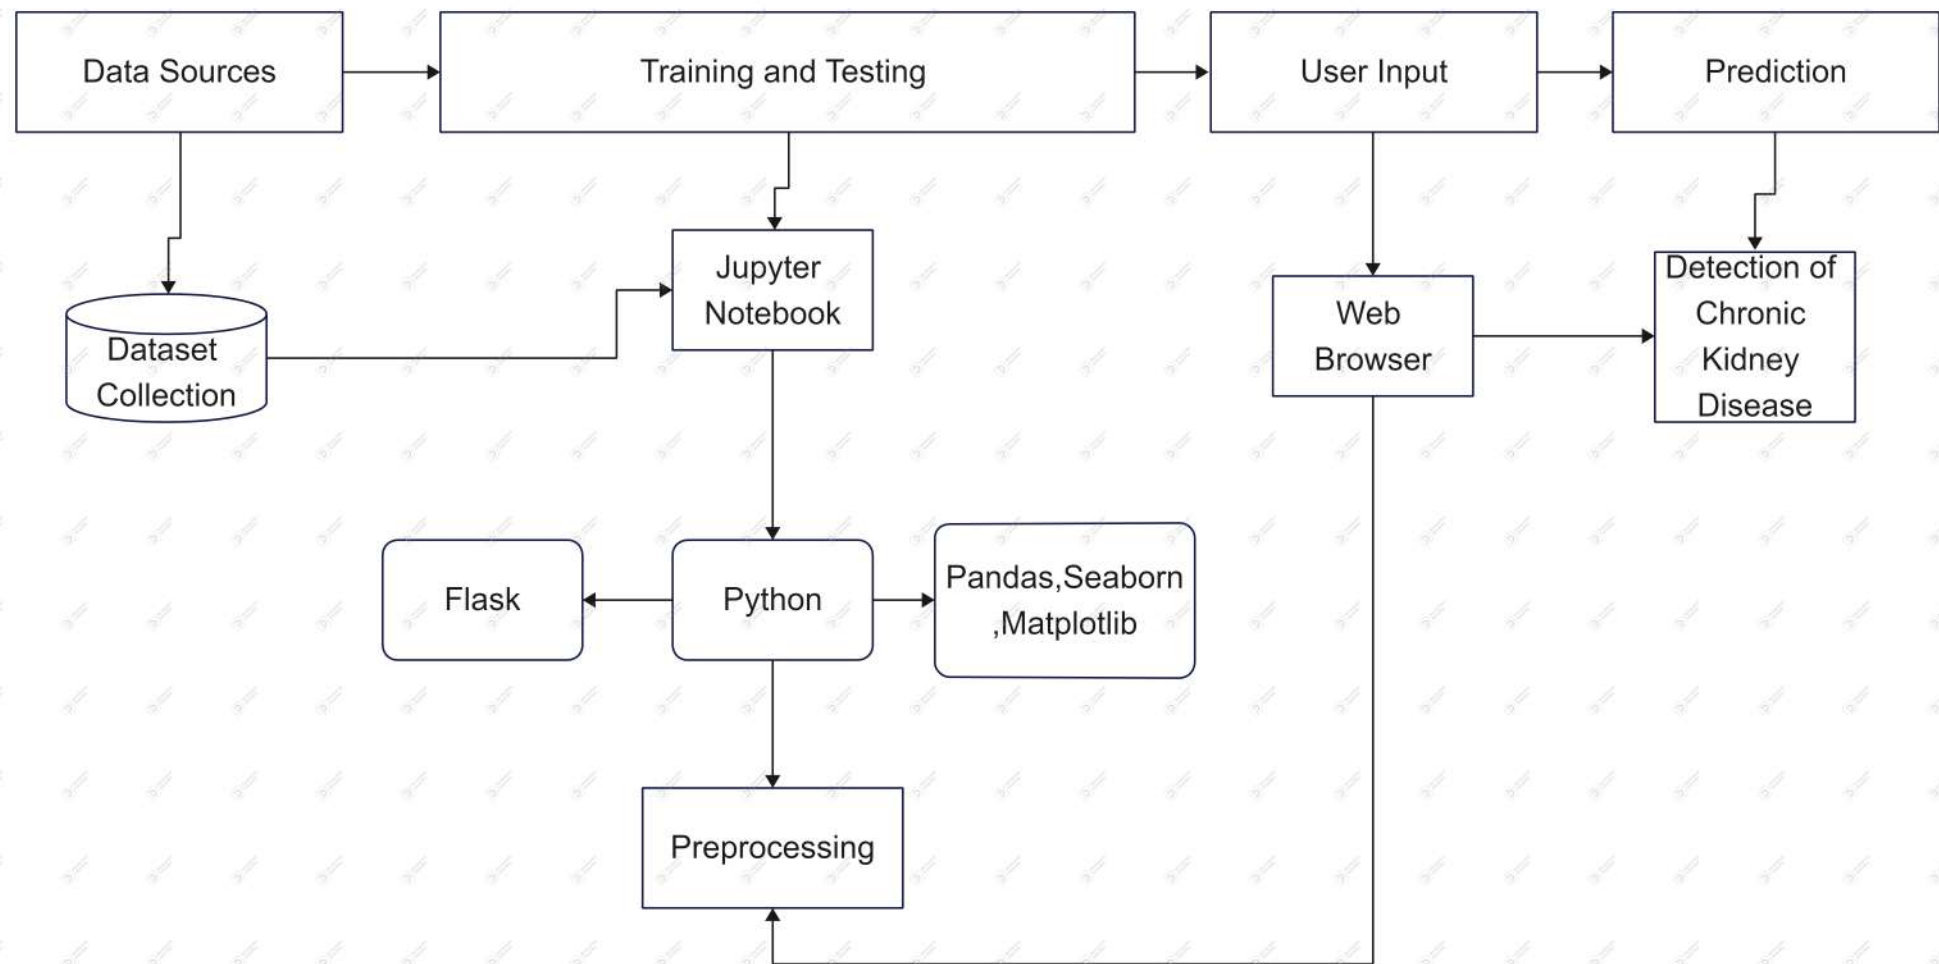 Data Sources
Training and Testing
User Input
Prediction
Jupyter
Notebook
Detection of
Chronic
Kidney
Disease
Web
Browser
Dataset
Collection
Flask
Python
Pandas,Seaborn
,Matplotlib
Preprocessing